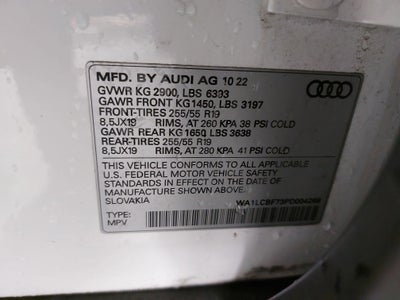 MFD. BY AUDI AG 10 22
GVWR KG 2900, LBS 6393
GAWR FRONT KG 1450, LBS 3197
FRONT-TIRES 255/55 R19
8,5JX19 RIMS, AT 260 KPA 38 PSI COLD
GAWR REAR KG 1650, LBS 3638
REAR-TIRES 255/55 R19
8,5JX19 RIMS, AT 280 KPA 41 PSI COLD
THIS VEHICLE CONFORMS TO ALL APPLICABLE
U.S. FEDERAL MOTOR VEHICLE SAFETY
STANDARDS IN EFFECT ON THE DATE OF
MANUFACTURE SHOWN ABOVE.
SLOVAKIA
WA1LCBF73PD004268
TYPE:
MPV